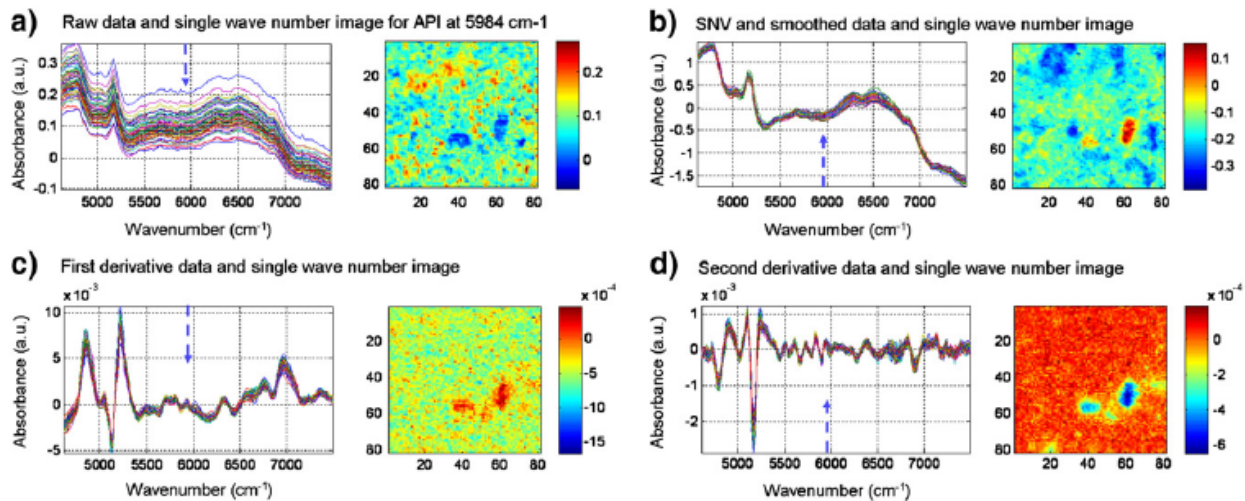 a) Raw data and single wave number image for API at 5984 cm-1
0.3
0.2
0.1
0
-0.1
Absorbance (a.u.)
5000 5500 6000 6500 7000
Wavenumber (cm-1)
20
40
60
80
20 40 60 80
0.2
0.1
0
b) SNV and smoothed data and single wave number image
1
0.5
0
-0.5
-1
-1.5
Absorbance (a.u.)
5000 5500 6000 6500 7000
Wavenumber (cm-1)
20
40
60
80
20 40 60 80
0.1
0
-0.1
-0.2
-0.3
c) First derivative data and single wave number image
x 10-3
10
5
0
-5
Absorbance (a.u.)
5000 5500 6000 6500 7000
Wavenumber (cm-1)
20
40
60
80
20 40 60 80
x 10-4
0
-5
-10
-15
d) Second derivative data and single wave number image
x 10-3
1
0
-1
-2
Absorbance (a.u.)
5000 5500 6000 6500 7000
Wavenumber (cm-1)
20
40
60
80
20 40 60 80
x 10-4
0
-2
-4
-6